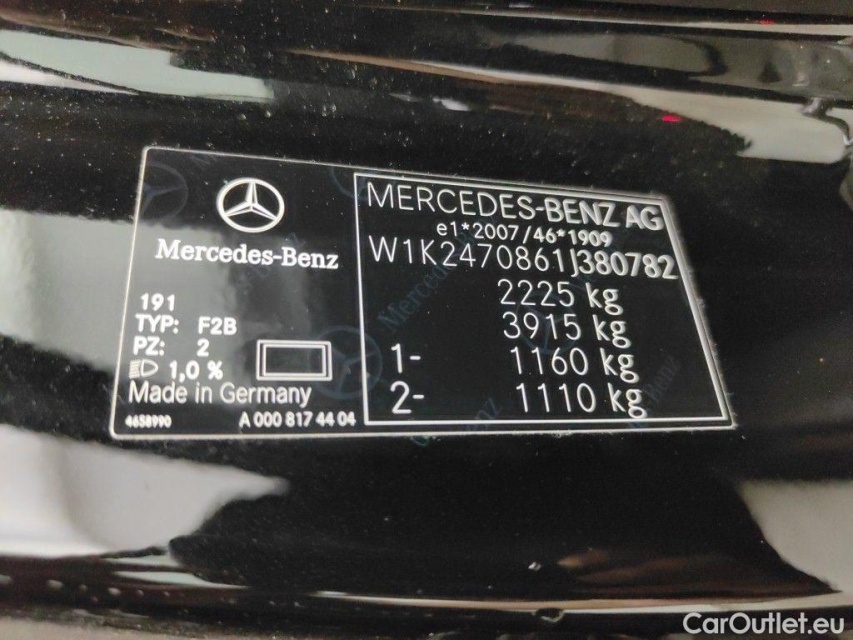 Mercedes-Benz
191
TYP: F2B
PZ: 2
1,0 %
Made in Germany
4658990 A 000 817 44 04
MERCEDES-BENZ AG
e1*2007/46*1909
W1K2470861J380782
2225 kg
3915 kg
1- 1160 kg
2- 1110 kg
CarOutlet.eu